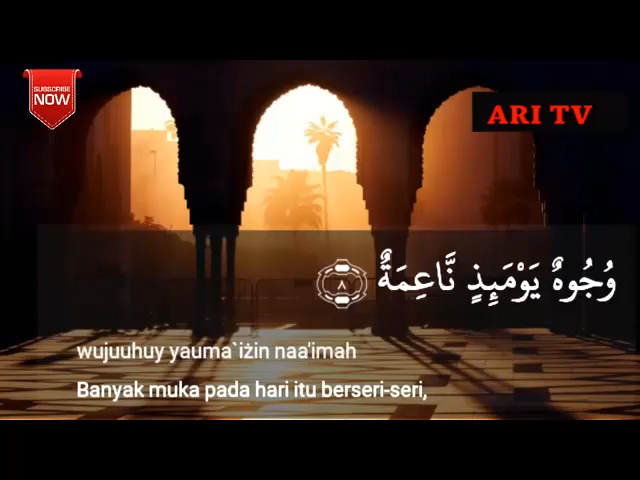 SUBSCRIBE
NOW
ARI TV
وُجُوهٌ يَوْمَئِذٍ نَّاعِمَةٌ ٨
wujuuhuy yauma`iżin naa'imah
Banyak muka pada hari itu berseri-seri,